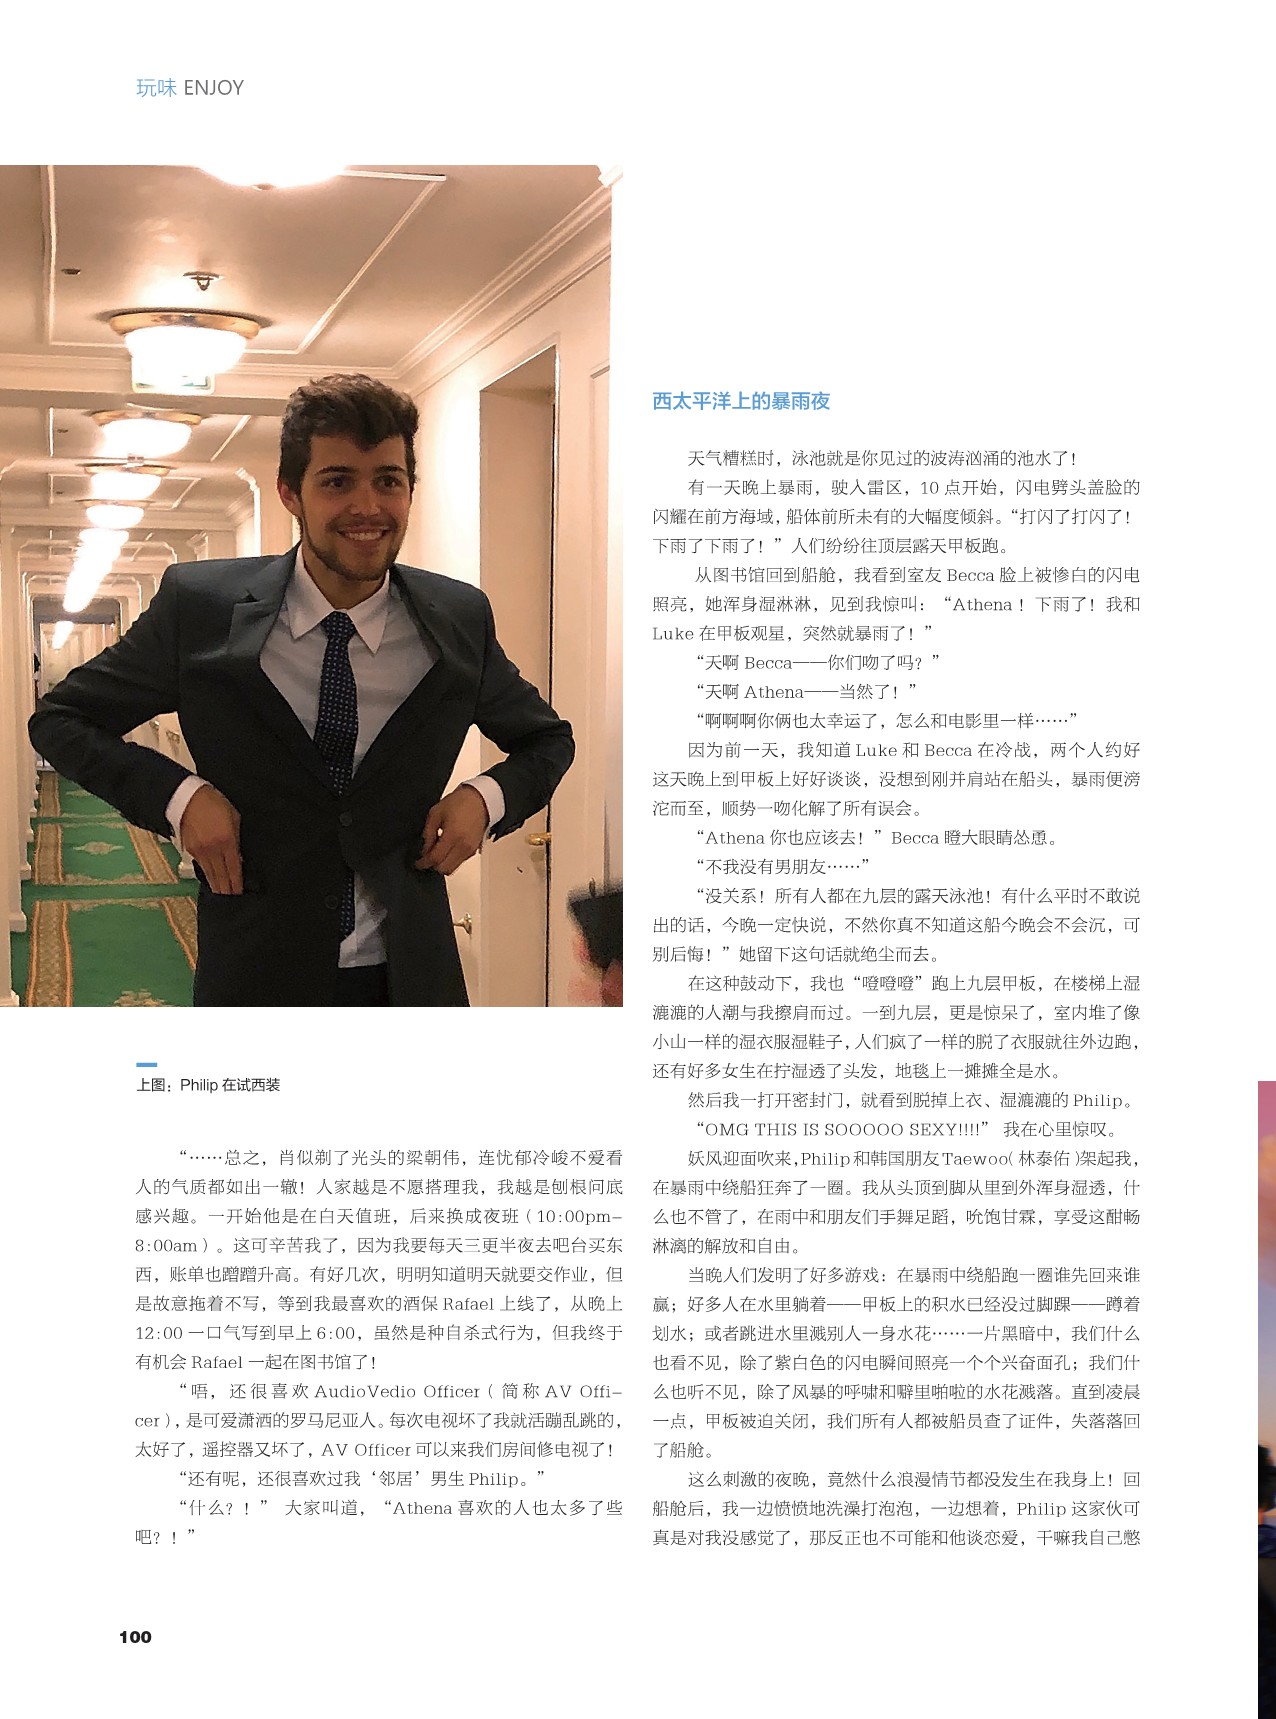 玩味 ENJOY
上图：Philip 在试西装
“……总之，肖似剃了光头的梁朝伟，连忧郁冷峻不爱看
人的气质都如出一辙！人家越是不愿搭理我，我越是刨根问底
感兴趣。一开始他是在白天值班，后来换成夜班（10:00pm–
8:00am）。这可辛苦我了，因为我要每天三更半夜去吧台买东
西，账单也蹭蹭升高。有好几次，明明知道明天就要交作业，但
是故意拖着不写，等到我最喜欢的酒保 Rafael 上线了，从晚上
12:00 一口气写到早上 6:00，虽然是种自杀式行为，但我终于
有机会 Rafael 一起在图书馆了！
“唔，还很喜欢 AudioVedio Officer（简称 AV Offi–
cer），是可爱潇洒的罗马尼亚人。每次电视坏了我就活蹦乱跳的，
太好了，遥控器又坏了，AV Officer 可以来我们房间修电视了！
“还有呢，还很喜欢过我‘邻居’男生 Philip。”
“什么？！” 大家叫道，“Athena 喜欢的人也太多了些
吧？！”
西太平洋上的暴雨夜
天气糟糕时，泳池就是你见过的波涛汹涌的池水了！
有一天晚上暴雨，驶入雷区，10 点开始，闪电劈头盖脸的
闪耀在前方海域，船体前所未有的大幅度倾斜。“打闪了打闪了！
下雨了下雨了！”人们纷纷往顶层露天甲板跑。
从图书馆回到船舱，我看到室友 Becca 脸上被惨白的闪电
照亮，她浑身湿淋淋，见到我惊叫：“Athena！下雨了！我和
Luke 在甲板观星，突然就暴雨了！”
“天啊 Becca——你们吻了吗？”
“天啊 Athena——当然了！”
“啊啊啊你俩也太幸运了，怎么和电影里一样……”
因为前一天，我知道 Luke 和 Becca 在冷战，两个人约好
这天晚上到甲板上好好谈谈，没想到刚并肩站在船头，暴雨便滂
沱而至，顺势一吻化解了所有误会。
“Athena 你也应该去！”Becca 瞪大眼睛怂恿。
“不我没有男朋友……”
“没关系！所有人都在九层的露天泳池！有什么平时不敢说
出的话，今晚一定快说，不然你真不知道这船今晚会不会沉，可
别后悔！”她留下这句话就绝尘而去。
在这种鼓动下，我也“噔噔噔”跑上九层甲板，在楼梯上湿
漉漉的人潮与我擦肩而过。一到九层，更是惊呆了，室内堆了像
小山一样的湿衣服湿鞋子，人们疯了一样的脱了衣服就往外边跑，
还有好多女生在拧湿透了头发，地毯上一摊摊全是水。
然后我一打开密封门，就看到脱掉上衣、湿漉漉的 Philip。
“OMG THIS IS SOOOOO SEXY!!!!” 我在心里惊叹。
妖风迎面吹来，Philip 和韩国朋友 Taewoo（林泰佑）架起我，
在暴雨中绕船狂奔了一圈。我从头顶到脚从里到外浑身湿透，什
么也不管了，在雨中和朋友们手舞足蹈，吮饱甘霖，享受这酣畅
淋漓的解放和自由。
当晚人们发明了好多游戏：在暴雨中绕船跑一圈谁先回来谁
赢；好多人在水里躺着——甲板上的积水已经没过脚踝——蹲着
划水；或者跳进水里溅别人一身水花……一片黑暗中，我们什么
也看不见，除了紫白色的闪电瞬间照亮一个个兴奋面孔；我们什
么也听不见，除了风暴的呼啸和噼里啪啦的水花溅落。直到凌晨
一点，甲板被迫关闭，我们所有人都被船员查了证件，失落落回
了船舱。
这么刺激的夜晚，竟然什么浪漫情节都没发生在我身上！回
船舱后，我一边愤愤地洗澡打泡泡，一边想着，Philip 这家伙可
真是对我没感觉了，那反正也不可能和他谈恋爱，干嘛我自己憋
100